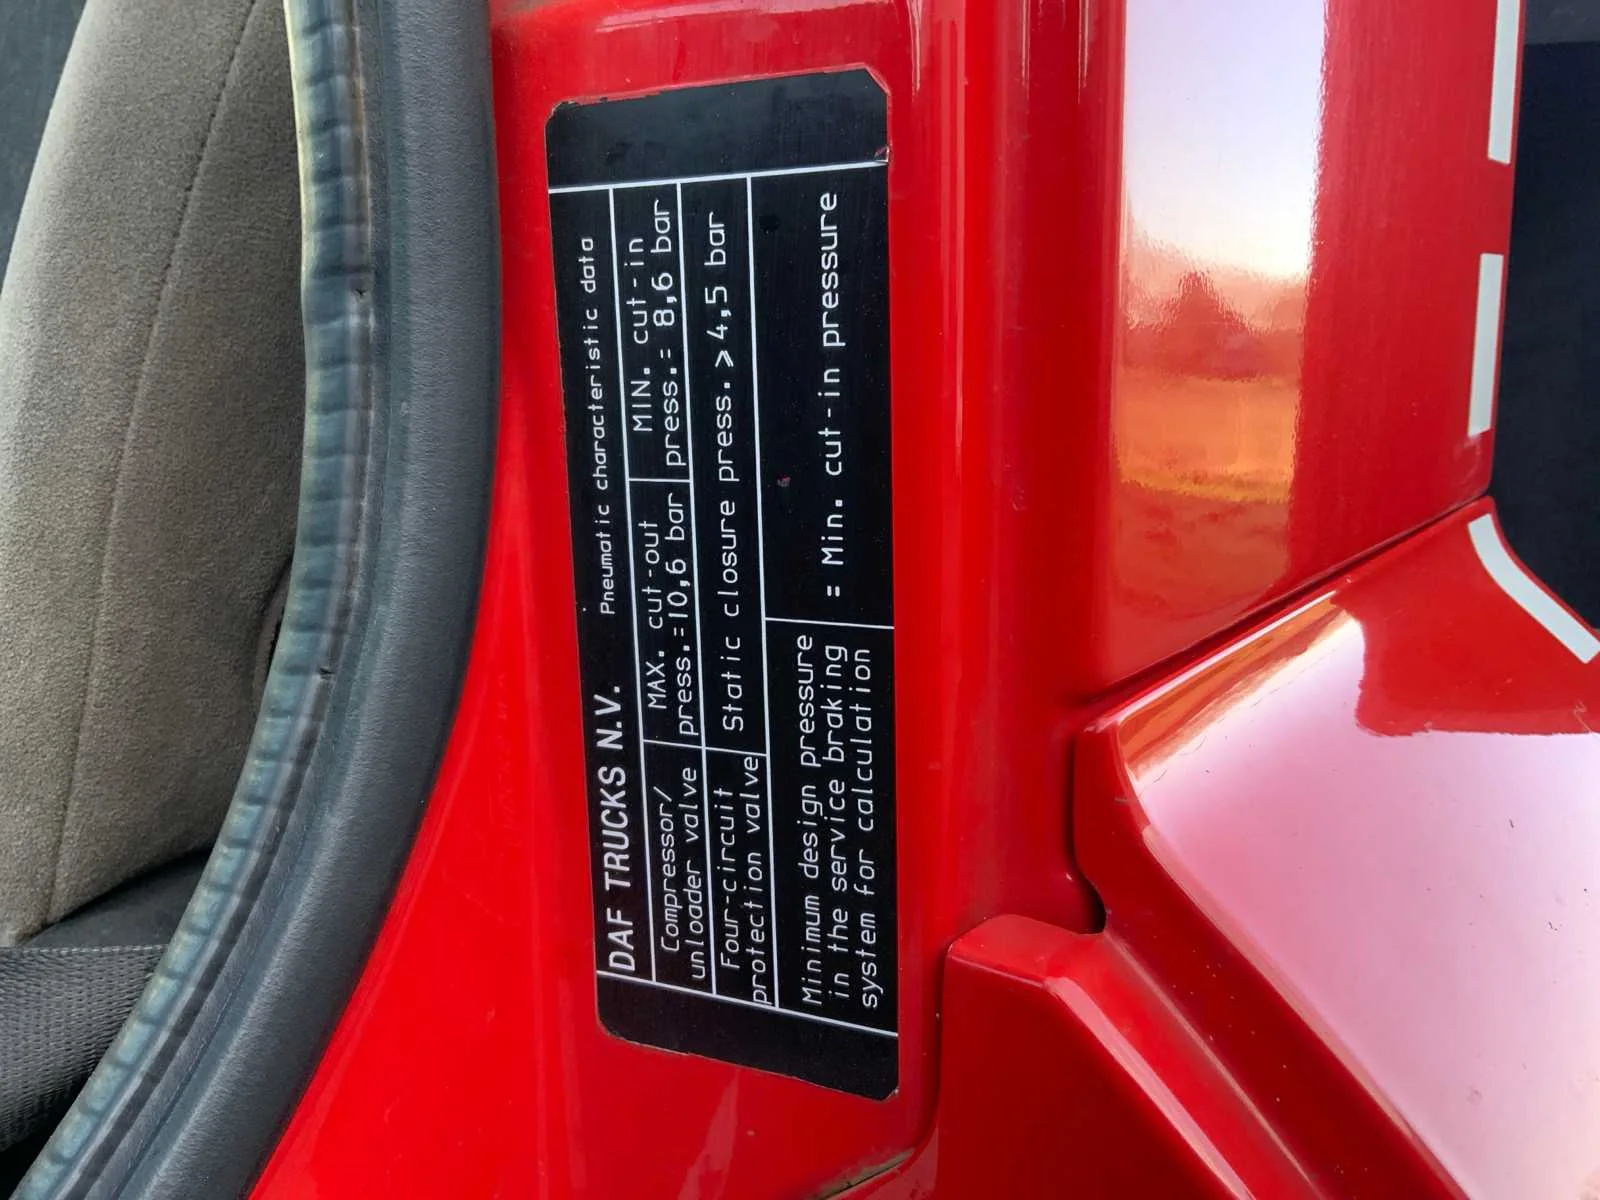 DAF TRUCKS N.V. Pneumatic characteristic data
Compressor/
unloader valve
MAX. cut-out
press.=10,6 bar
MIN. cut-in
press.= 8,6 bar
Four-circuit
protection valve
Static closure press. ⩾ 4,5 bar
Minimum design pressure
in the service braking
system for calculation
= Min. cut-in pressure